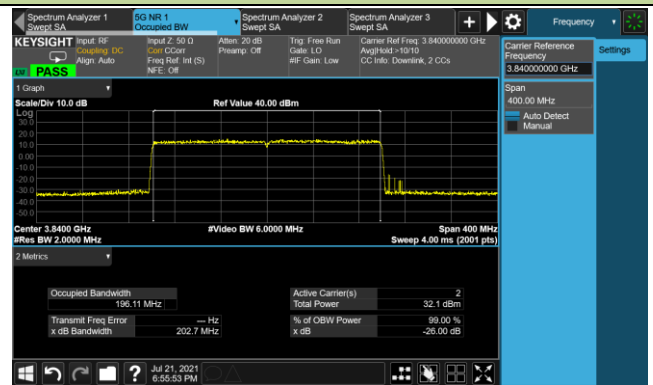 Spectrum Analyzer 1
Swept SA
5G NR 1
Occupied BW
Spectrum Analyzer 2
Swept SA
Spectrum Analyzer 3
Swept SA
Frequency
KEYSIGHT
Input: RF
Coupling: DC
Align: Auto
Input Z: 50 Ω
Corr CCorr
Freq Ref: Int (S)
NFE: Off
Atten: 20 dB
Preamp: Off
Trig: Free Run
Gate: LO
#IF Gain: Low
Carrier Ref Freq: 3.840000000 GHz
Avg|Hold:>10/10
CC Info: Downlink, 2 CCs
PASS
Carrier Reference
Frequency
3.840000000 GHz
Settings
Span
400.00 MHz
Auto Detect
Manual
1 Graph
Scale/Div 10.0 dB
Ref Value 40.00 dBm
Log
30.0
20.0
10.0
0.00
-10.0
-20.0
-30.0
-40.0
-50.0
Center 3.8400 GHz
#Video BW 6.0000 MHz
Span 400 MHz
#Res BW 2.0000 MHz
Sweep 4.00 ms (2001 pts)
2 Metrics
Occupied Bandwidth
196.11 MHz
Active Carrier(s) 2
Total Power 32.1 dBm
Transmit Freq Error --- Hz
x dB Bandwidth 202.7 MHz
% of OBW Power 99.00 %
x dB -26.00 dB
?
Jul 21, 2021
6:55:53 PM